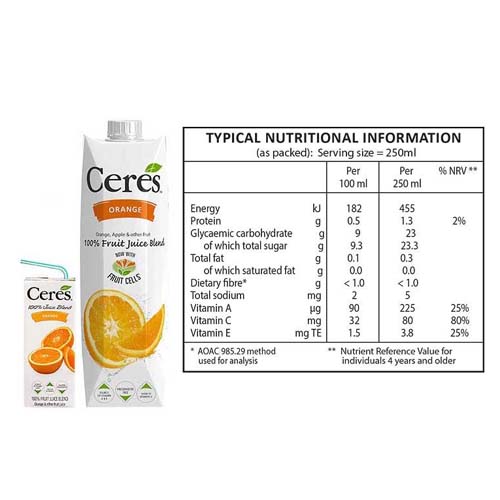 Ceres
ORANGE
Orange, Apple & other Fruit
100% Fruit Juice Blend
NOW WITH
FRUIT CELLS
Ceres
100% Juice Blend
ORANGE
100% FRUIT JUICE BLEND
TYPICAL NUTRITIONAL INFORMATION
(as packed): Serving size = 250ml
Per 100 ml Per 250 ml % NRV **
Energy kJ 182 455
Protein g 0.5 1.3 2%
Glycaemic carbohydrate g 9 23
of which total sugar g 9.3 23.3
Total fat g 0.1 0.3
of which saturated fat g 0.0 0.0
Dietary fibre* g < 1.0 < 1.0
Total sodium mg 2 5
Vitamin A µg 90 225 25%
Vitamin C mg 32 80 80%
Vitamin E mg TE 1.5 3.8 25%
* AOAC 985.29 method
used for analysis
** Nutrient Reference Value for
individuals 4 years and older